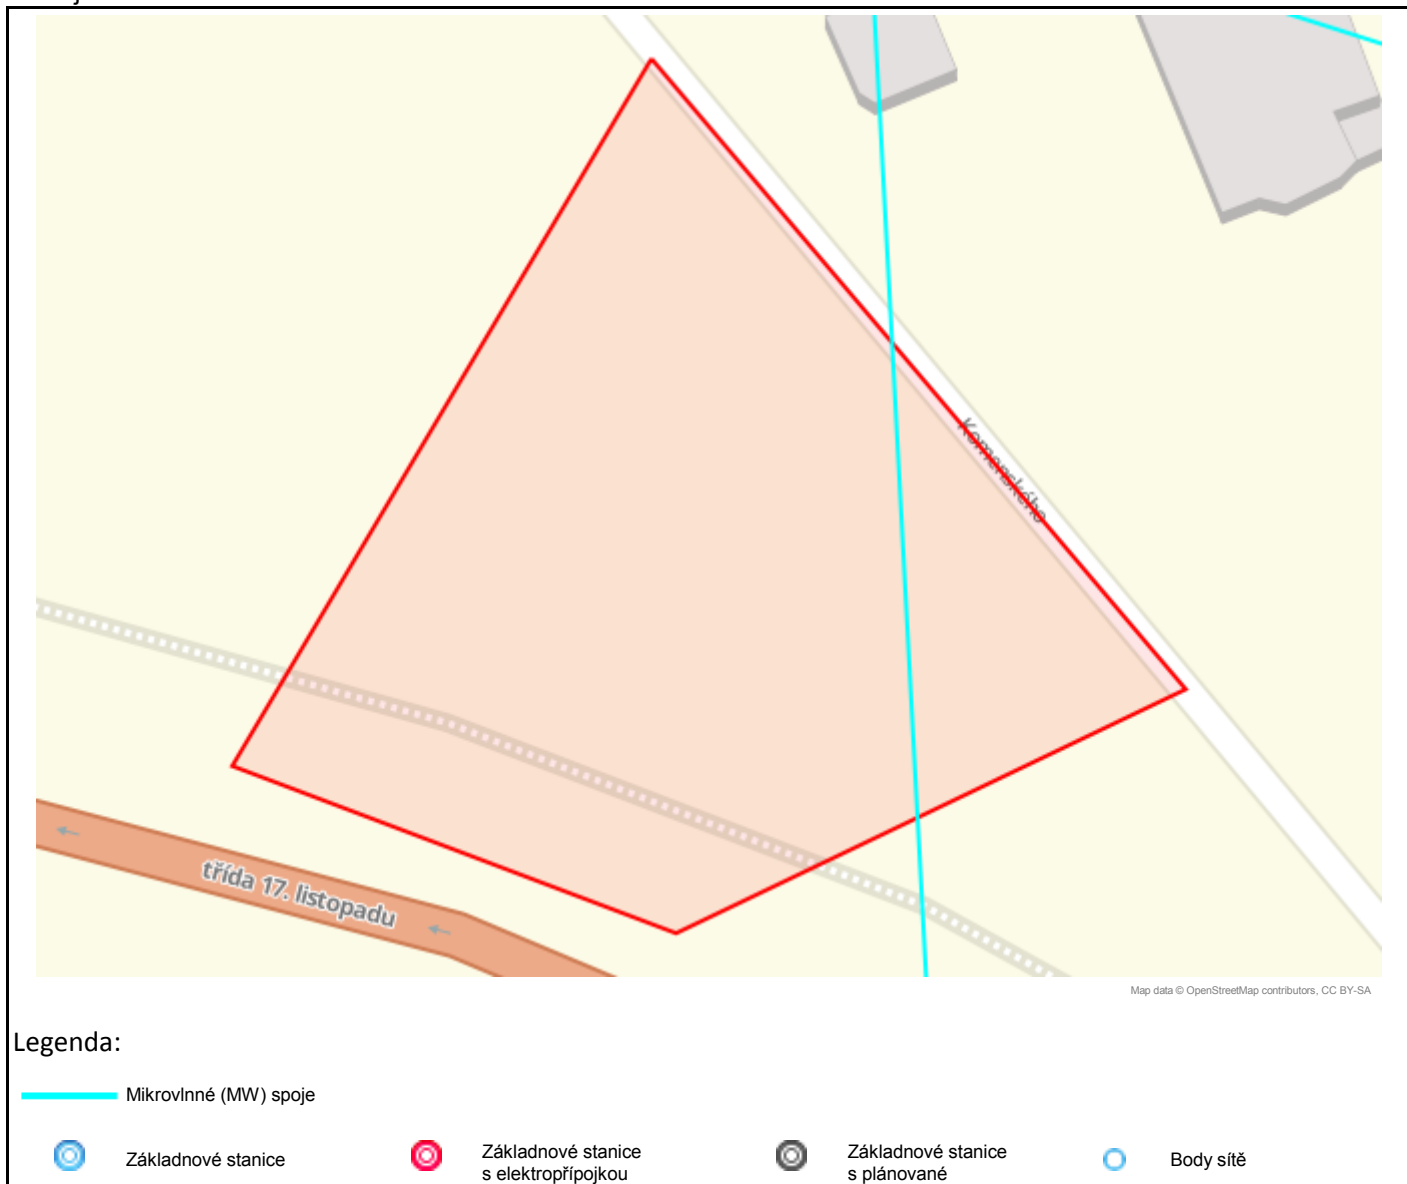 Komenského
třída 17. listopadu
Map data © OpenStreetMap contributors, CC BY-SA
Legenda:
Mikrovlnné (MW) spoje
Základnové stanice
Základnové stanice
s elektropřípojkou
Základnové stanice
s plánované
Body sítě